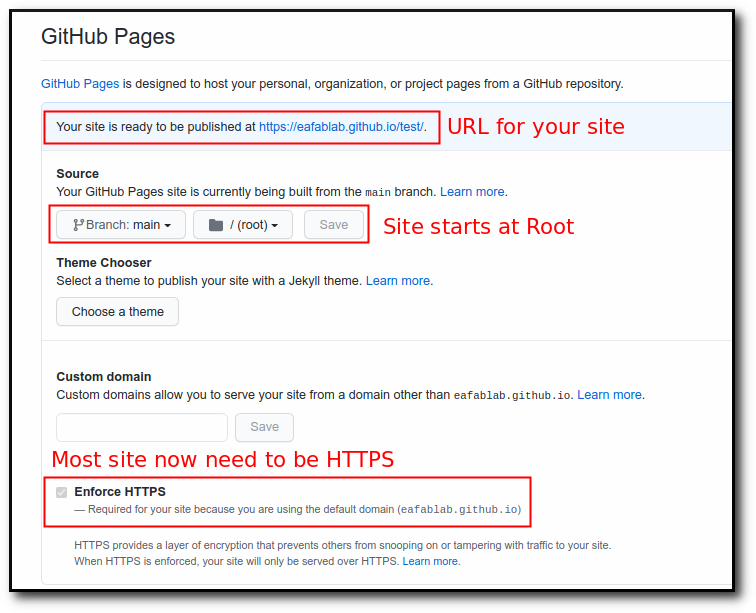 GitHub Pages
GitHub Pages is designed to host your personal, organization, or project pages from a GitHub repository.
Your site is ready to be published at https://eafablab.github.io/test/. URL for your site
Source
Your GitHub Pages site is currently being built from the main branch. Learn more.
Branch: main / (root) Save Site starts at Root
Theme Chooser
Select a theme to publish your site with a Jekyll theme. Learn more.
Choose a theme
Custom domain
Custom domains allow you to serve your site from a domain other than eafablab.github.io. Learn more.
Save
Most site now need to be HTTPS
Enforce HTTPS
— Required for your site because you are using the default domain (eafablab.github.io)
HTTPS provides a layer of encryption that prevents others from snooping on or tampering with traffic to your site.
When HTTPS is enforced, your site will only be served over HTTPS. Learn more.